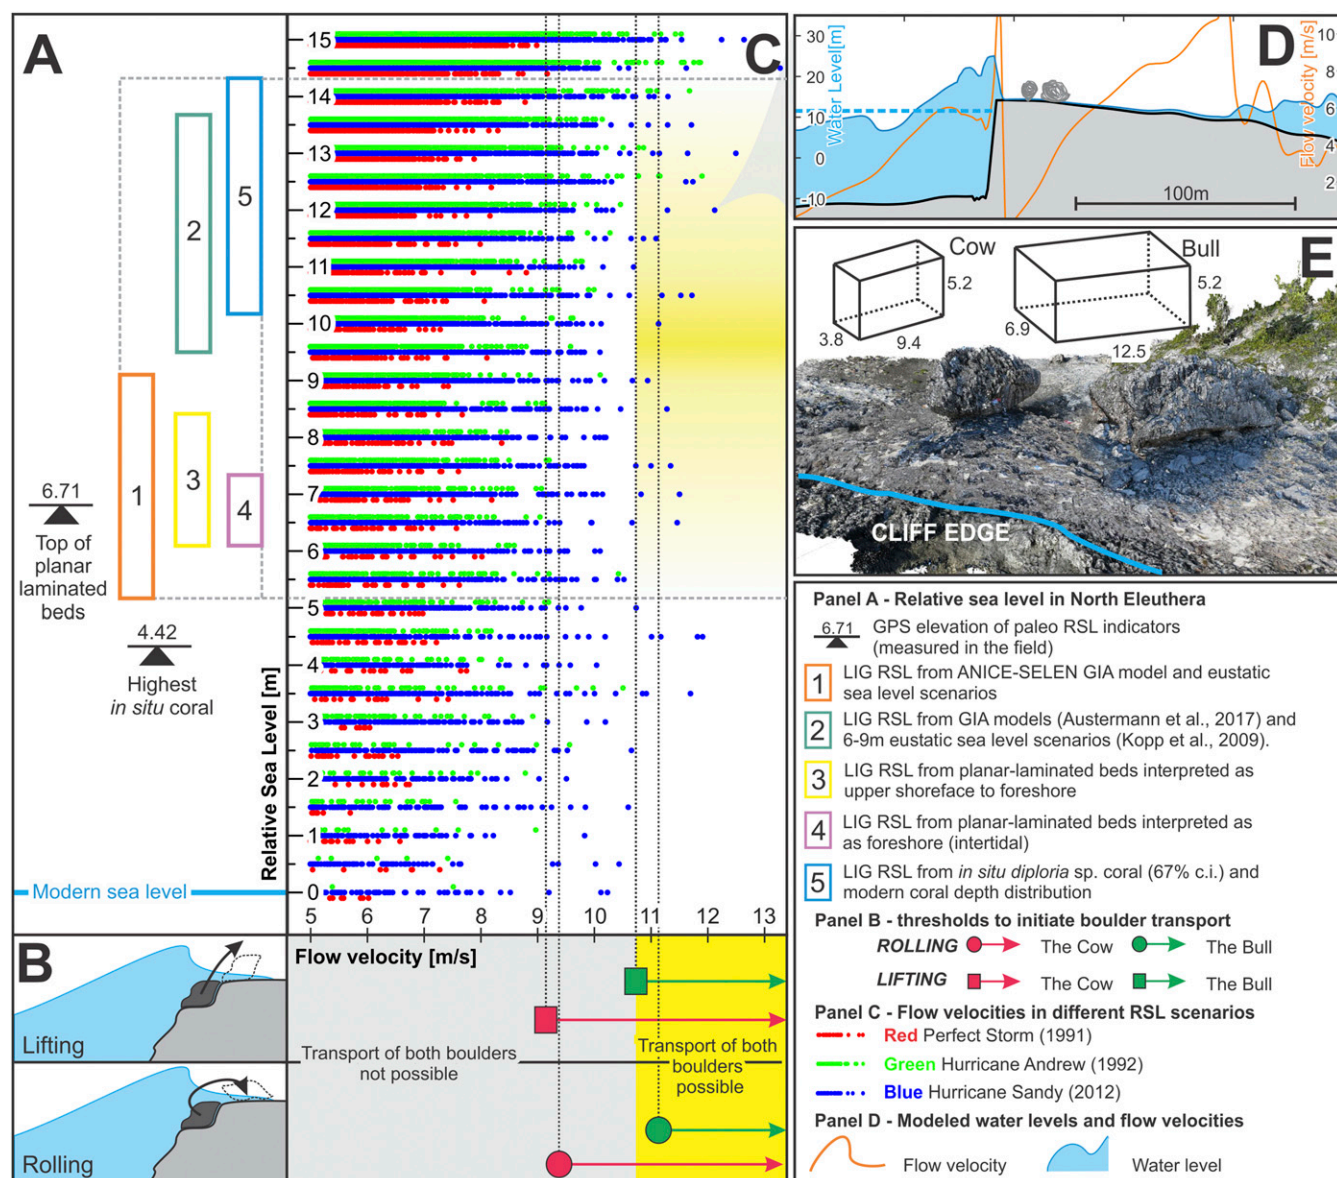 A
6.71
Top of
planar
laminated
beds
4.42
Highest
in situ coral
1
2
3
4
5
Modern sea level
C
Relative Sea Level [m]
15
14
13
12
11
10
9
8
7
6
5
4
3
2
1
0
5 6 7 8 9 10 11 12 13
Flow velocity [m/s]
B
Lifting
Rolling
Transport of both boulders
not possible
Transport of both
boulders
possible
D
Water Level[m]
30
20
10
0
-10
Flow velocity [m/s]
10
8
6
4
2
100m
E
Cow
5.2
3.8
9.4
Bull
5.2
6.9
12.5
CLIFF EDGE
Panel A - Relative sea level in North Eleuthera
6.71 GPS elevation of paleo RSL indicators
(measured in the field)
1 LIG RSL from ANICE-SELEN GIA model and eustatic
sea level scenarios
2 LIG RSL from GIA models (Austermann et al., 2017) and
6-9m eustatic sea level scenarios (Kopp et al., 2009).
3 LIG RSL from planar-laminated beds interpreted as
upper shoreface to foreshore
4 LIG RSL from planar-laminated beds interpreted as
as foreshore (intertidal)
5 LIG RSL from in situ diploria sp. coral (67% c.i.) and
modern coral depth distribution
Panel B - thresholds to initiate boulder transport
ROLLING The Cow The Bull
LIFTING The Cow The Bull
Panel C - Flow velocities in different RSL scenarios
Red Perfect Storm (1991)
Green Hurricane Andrew (1992)
Blue Hurricane Sandy (2012)
Panel D - Modeled water levels and flow velocities
Flow velocity Water level